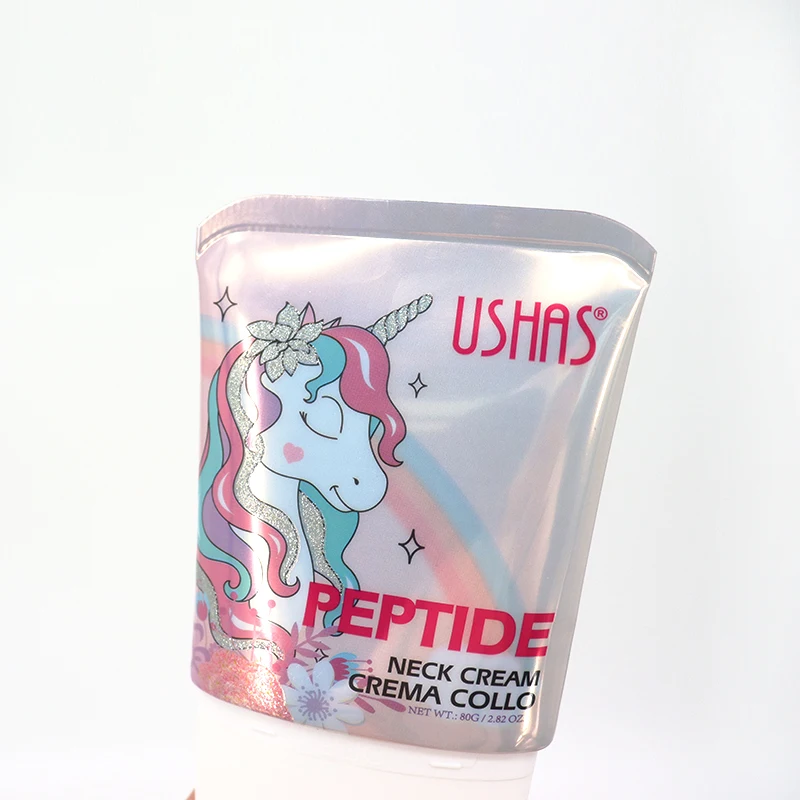 USHAS®
PEPTIDE
NECK CREAM
CREMA COLLO
NET WT.: 80G / 2.82 OZ.